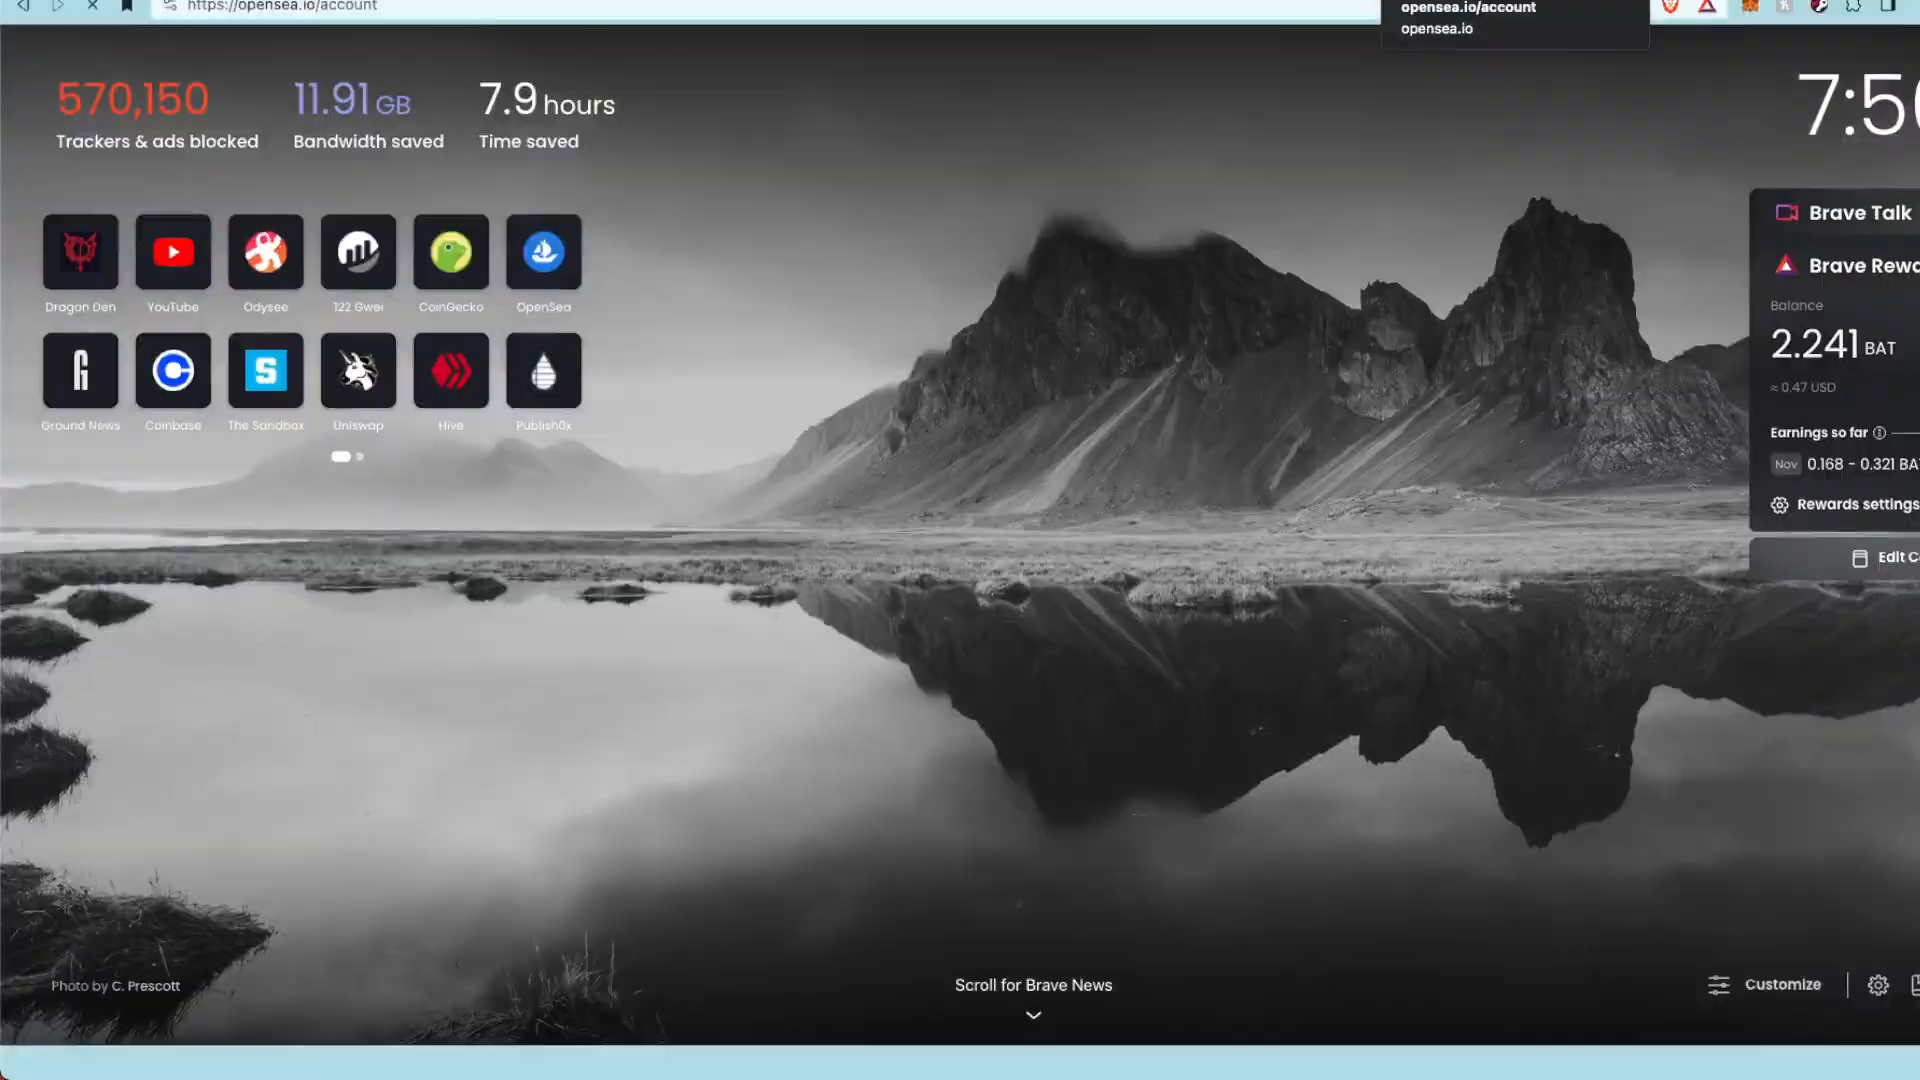 https://opensea.io/account
opensea.io/account
opensea.io
570,150
Trackers & ads blocked
11.91 GB
Bandwidth saved
7.9 hours
Time saved
7:5
Dragon Den
YouTube
Odysee
122 Gwei
CoinGecko
OpenSea
Ground News
Coinbase
The Sandbox
Uniswap
Hive
Publish0x
Brave Talk
Brave Rewa
Balance
2.241 BAT
≈ 0.47 USD
Earnings so far
Nov 0.168 - 0.321 BA
Rewards settings
Edit C
Photo by C. Prescott
Scroll for Brave News
Customize